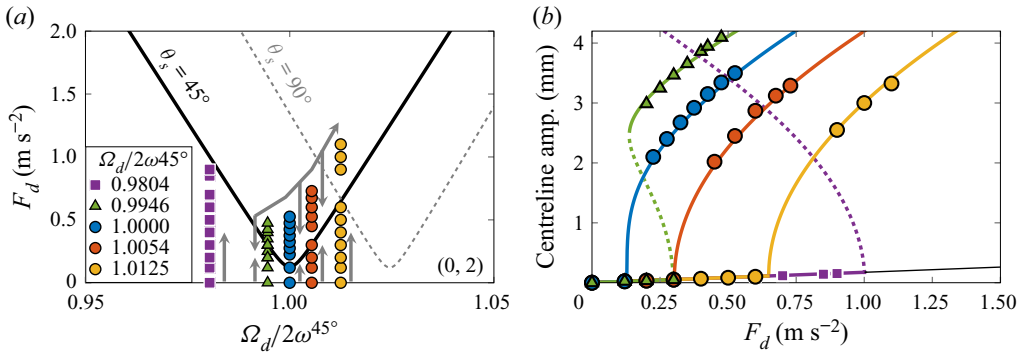 (a)
2.0
1.5
1.0
0.5
0
F_d (m s⁻²)
θ_s = 45°
θ_s = 90°
Ω_d/2ω45°
0.9804
0.9946
1.0000
1.0054
1.0125
(0, 2)
0.95
1.00
1.05
Ω_d/2ω⁴⁵°
(b)
4
3
2
1
0
Centreline amp. (mm)
0.25
0.50
0.75
1.00
1.25
1.50
F_d (m s⁻²)